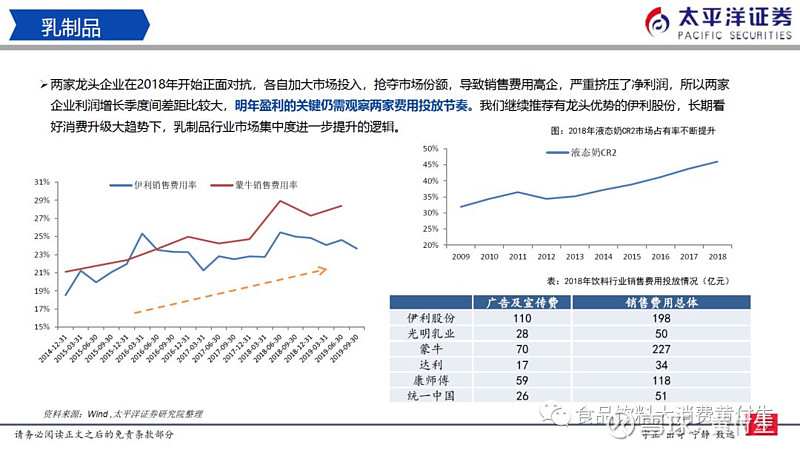 乳制品
太平洋证券
PACIFIC SECURITIES
➢两家龙头企业在2018年开始正面对抗，各自加大市场投入，抢夺市场份额，导致销售费用高企，严重挤压了净利润，所以两家
企业利润增长季度间差距比较大，明年盈利的关键仍需观察两家费用投放节奏。我们继续推荐有龙头优势的伊利股份，长期看
好消费升级大趋势下，乳制品行业市场集中度进一步提升的逻辑。
图：2018年液态奶CR2市场占有率不断提升
液态奶CR2
50%
45%
40%
35%
30%
25%
20%
2009 2010 2011 2012 2013 2014 2015 2016 2017 2018
伊利销售费用率 蒙牛销售费用率
31%
29%
27%
25%
23%
21%
19%
17%
15%
2014-12-31 2015-03-31 2015-06-30 2015-09-30 2015-12-31 2016-03-31 2016-06-30 2016-09-30 2016-12-31 2017-03-31 2017-06-30 2017-09-30 2017-12-31 2018-03-31 2018-06-30 2018-09-30 2018-12-31 2019-03-31 2019-06-30 2019-09-30
表：2018年饮料行业销售费用投放情况（亿元）
广告及宣传费 销售费用总体
伊利股份 110 198
光明乳业 28 50
蒙牛 70 227
达利 17 34
康师傅 59 118
统一中国 26 51
资料来源：Wind,太平洋证券研究院整理
请务必阅读正文之后的免责条款部分
食品饮料大消费黄付生
守正 出奇 宁静 致远